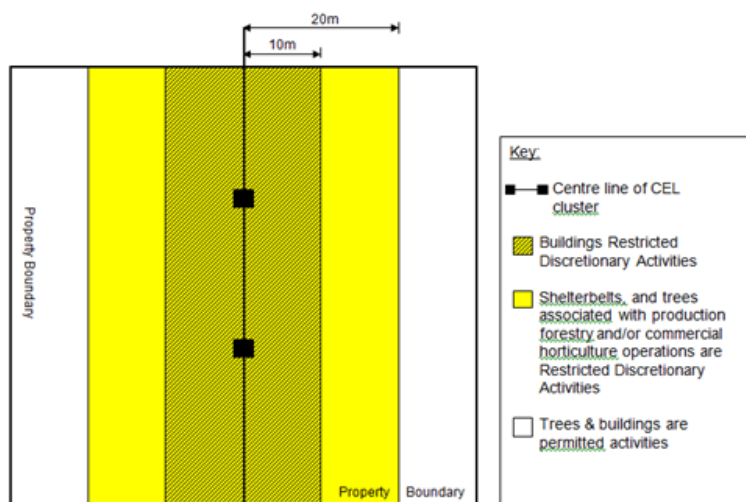 20m
10m
Property Boundary
Property Boundary
Key:
Centre line of CEL
cluster
Buildings Restricted
Discretionary Activities
Shelterbelts, and trees
associated with production
forestry and/or commercial
horticulture operations are
Restricted Discretionary
Activities
Trees & buildings are
permitted activities